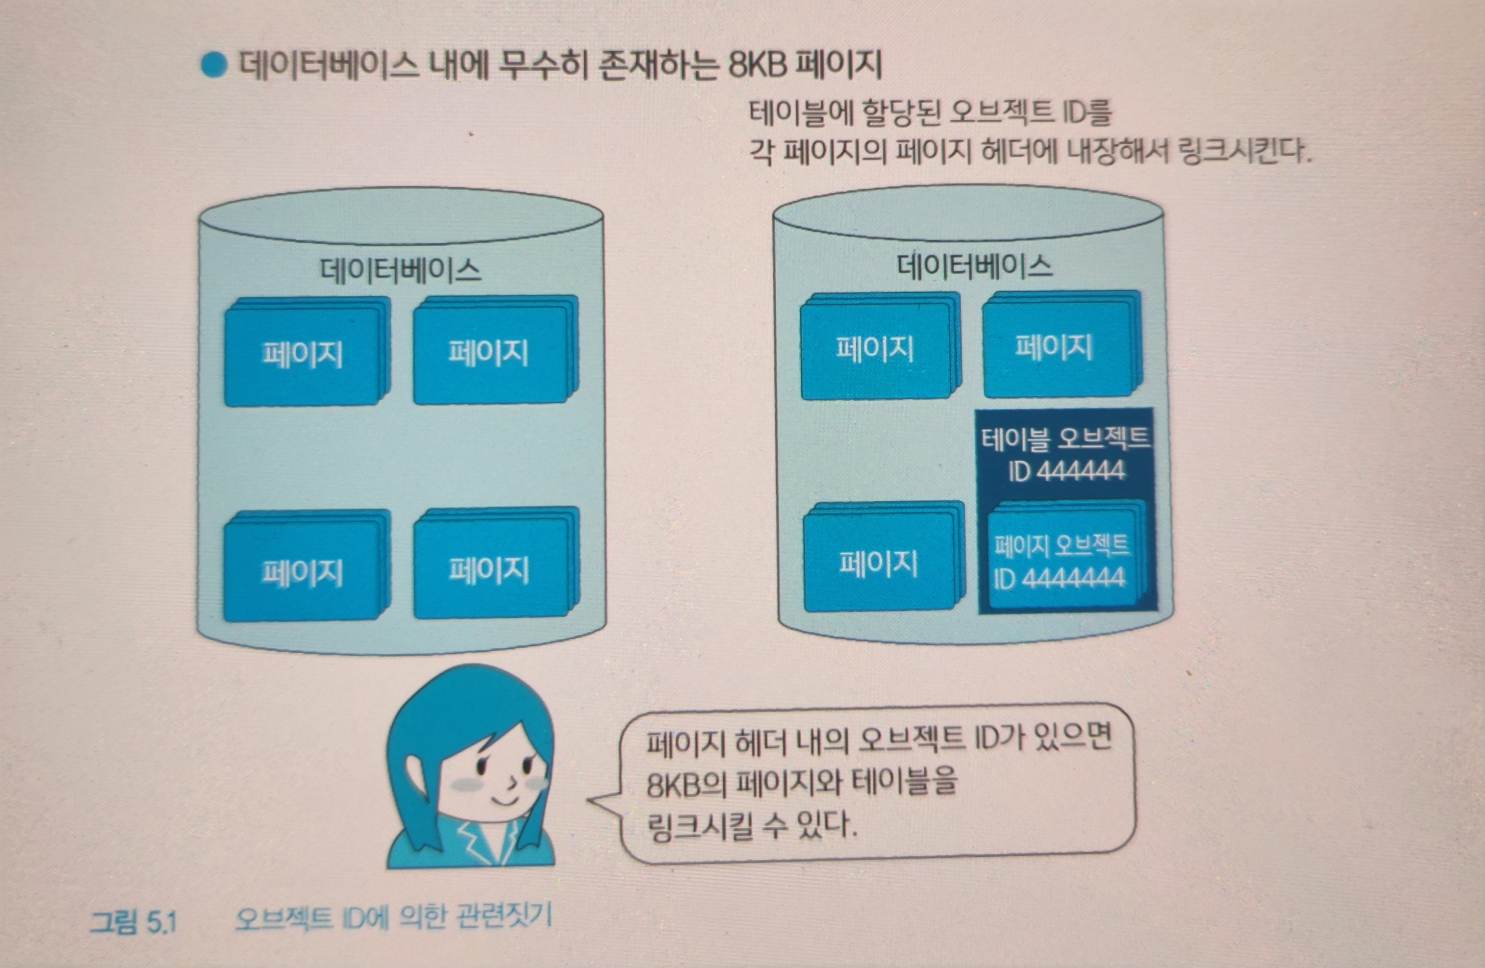 ● 데이터베이스 내에 무수히 존재하는 8KB 페이지
테이블에 할당된 오브젝트 ID를
각 페이지의 페이지 헤더에 내장해서 링크시킨다.
데이터베이스
페이지
페이지
페이지
페이지
데이터베이스
페이지
페이지
테이블 오브젝트
ID 444444
페이지
페이지 오브젝트
ID 4444444
페이지 헤더 내의 오브젝트 ID가 있으면
8KB의 페이지와 테이블을
링크시킬 수 있다.
그림 5.1 오브젝트 ID에 의한 관련짓기